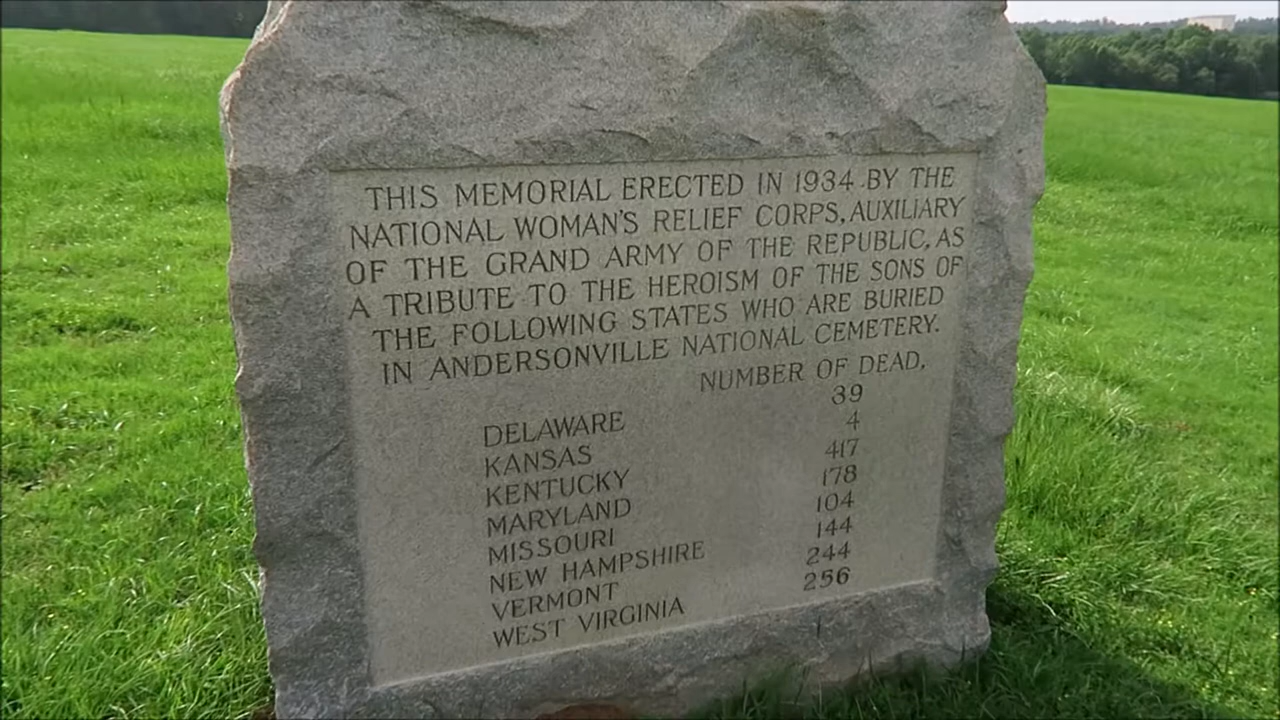 THIS MEMORIAL ERECTED IN 1934 BY THE
NATIONAL WOMAN'S RELIEF CORPS, AUXILIARY
OF THE GRAND ARMY OF THE REPUBLIC, AS
A TRIBUTE TO THE HEROISM OF THE SONS OF
THE FOLLOWING STATES WHO ARE BURIED
IN ANDERSONVILLE NATIONAL CEMETERY.
NUMBER OF DEAD,
DELAWARE 39
KANSAS 4
KENTUCKY 417
MARYLAND 178
MISSOURI 104
NEW HAMPSHIRE 144
VERMONT 244
WEST VIRGINIA 256